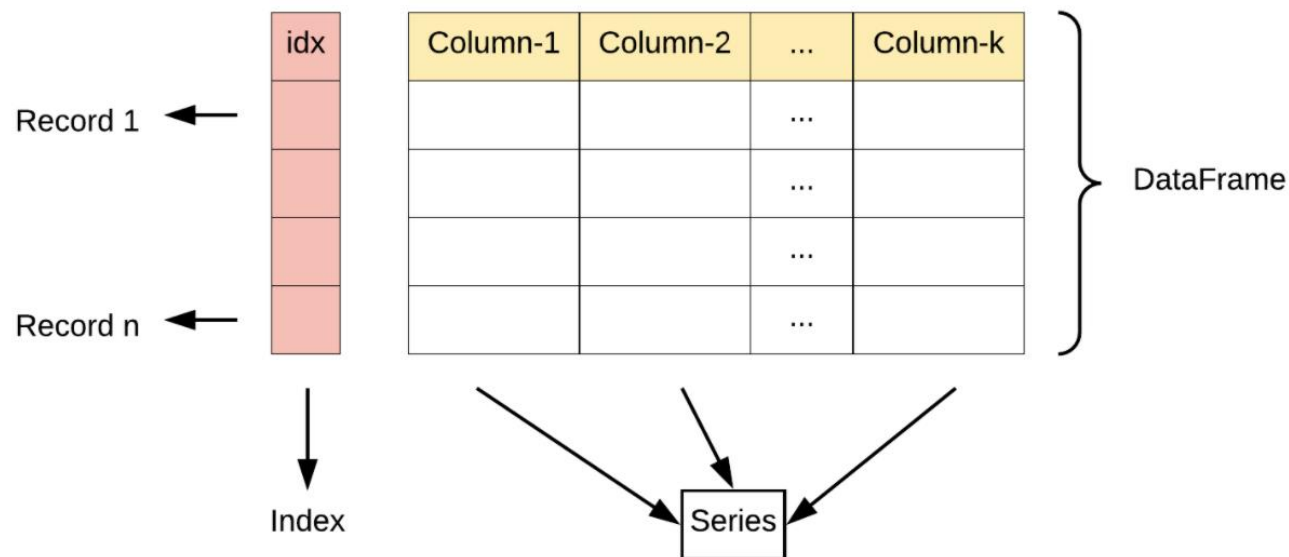 idx Column-1 Column-2 ... Column-k
Record 1 ...
... DataFrame
...
Record n ...
Index Series